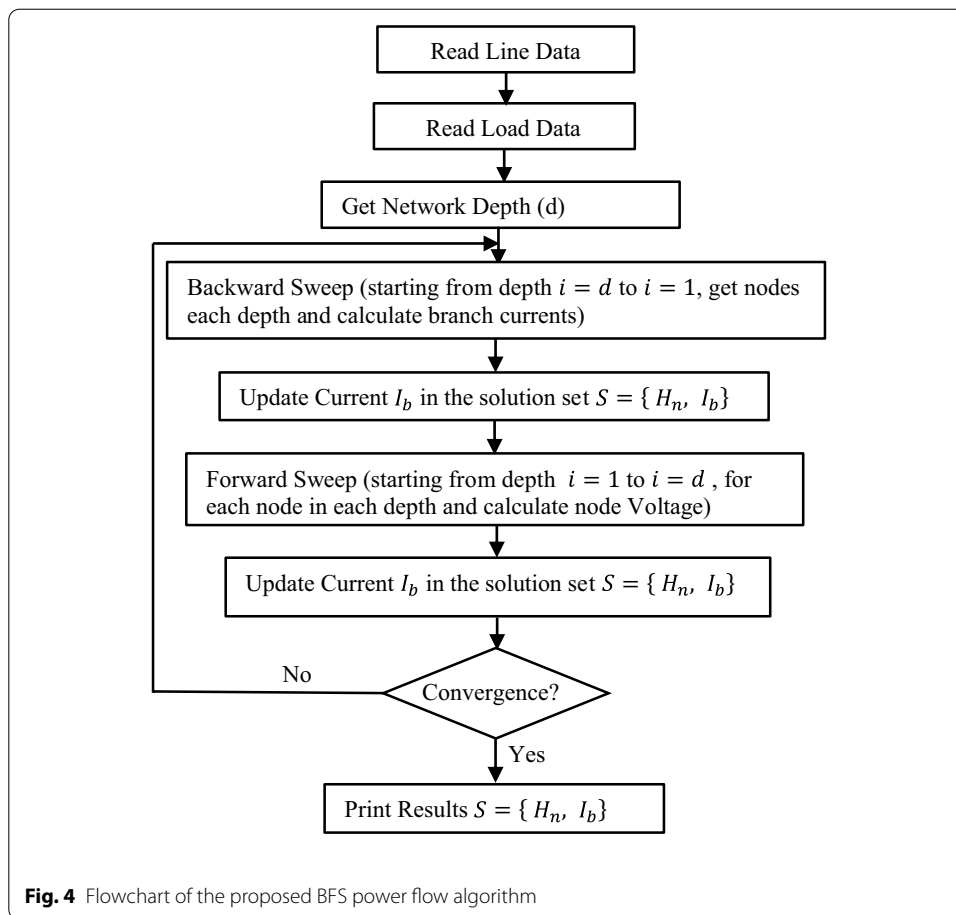 Read Line Data
Read Load Data
Get Network Depth (d)
Backward Sweep (starting from depth i = d to i = 1, get nodes
each depth and calculate branch currents)
Update Current I_b in the solution set S = { H_n, I_b}
Forward Sweep (starting from depth i = 1 to i = d , for
each node in each depth and calculate node Voltage)
Update Current I_b in the solution set S = { H_n, I_b}
No
Convergence?
Yes
Print Results S = { H_n, I_b}
Fig. 4 Flowchart of the proposed BFS power flow algorithm